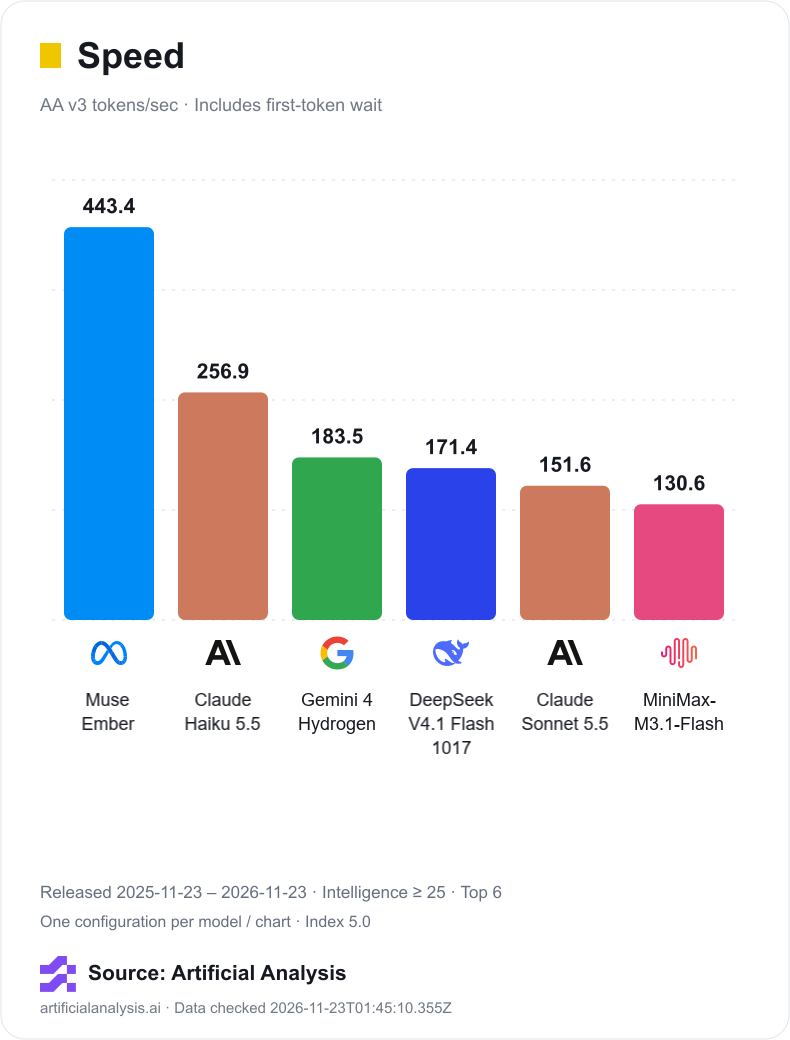 Speed
AA v3 tokens/sec · Includes first-token wait
443.4
256.9
183.5
171.4
151.6
130.6
Muse
Ember
Claude
Haiku 5.5
Gemini 4
Hydrogen
DeepSeek
V4.1 Flash
1017
Claude
Sonnet 5.5
MiniMax-
M3.1-Flash
Released 2025-11-23 – 2026-11-23 · Intelligence ≥ 25 · Top 6
One configuration per model / chart · Index 5.0
Source: Artificial Analysis
artificialanalysis.ai · Data checked 2026-11-23T01:45:10.355Z